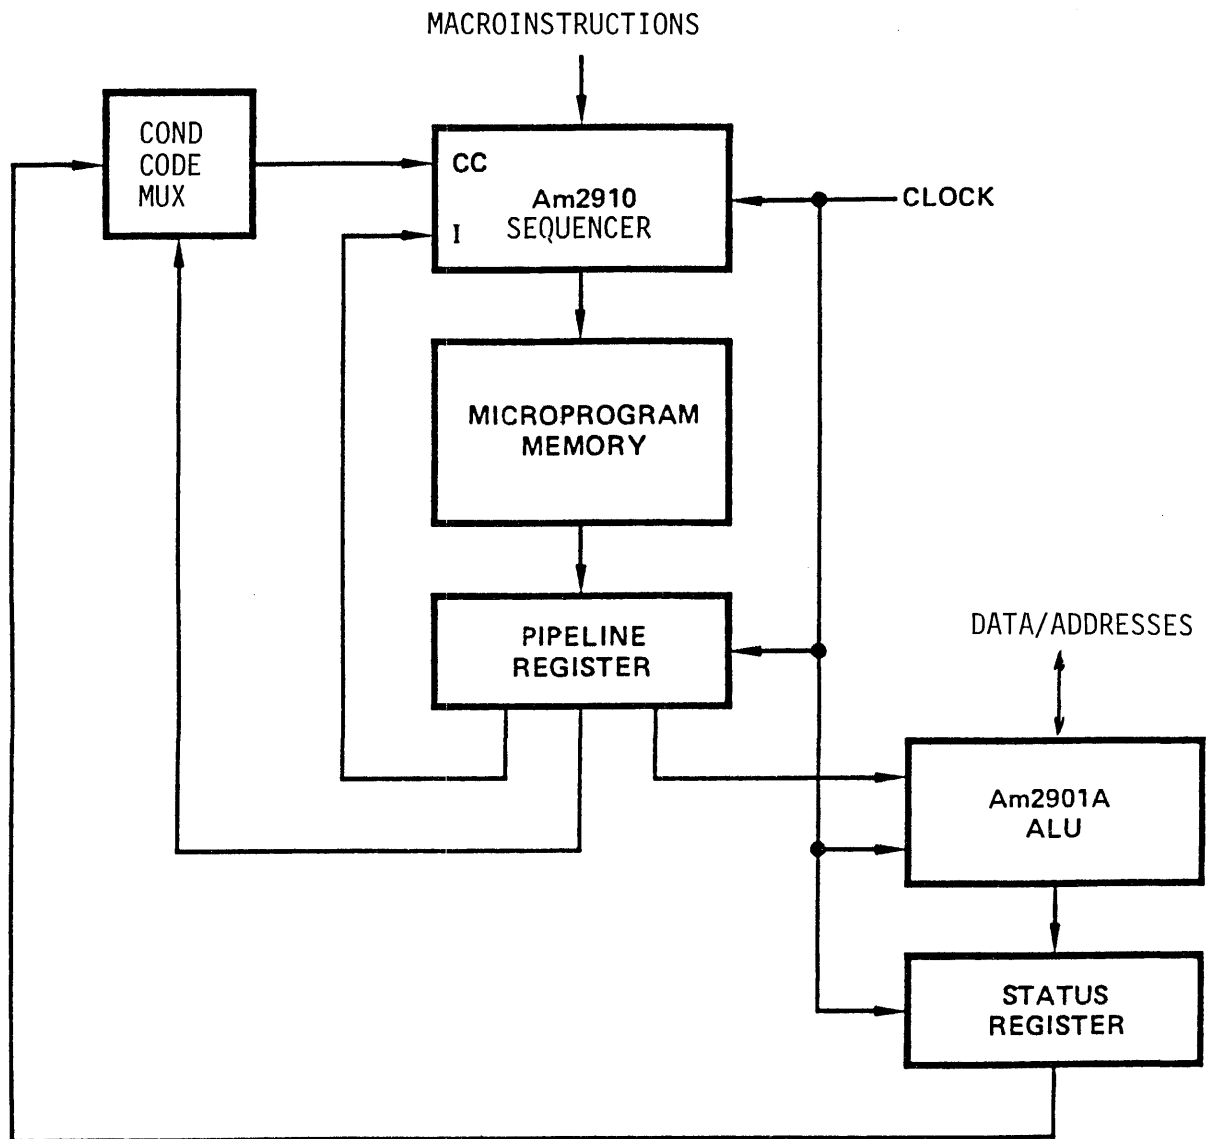 MACROINSTRUCTIONS
COND
CODE
MUX
CC
Am2910
SEQUENCER
I
CLOCK
MICROPROGRAM
MEMORY
PIPELINE
REGISTER
DATA/ADDRESSES
Am2901A
ALU
STATUS
REGISTER